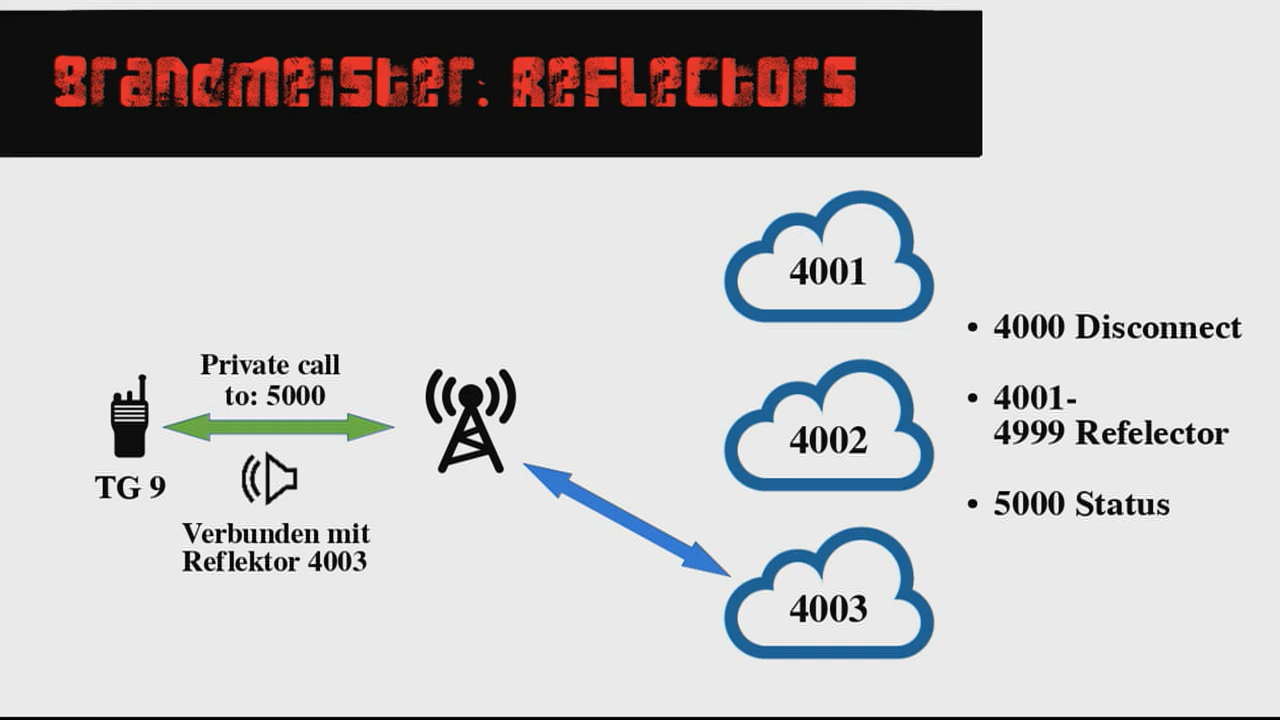 Brandmeister: Reflectors
Private call
to: 5000
TG 9
Verbunden mit
Reflektor 4003
4001
4002
4003
• 4000 Disconnect
• 4001-
4999 Refelector
• 5000 Status